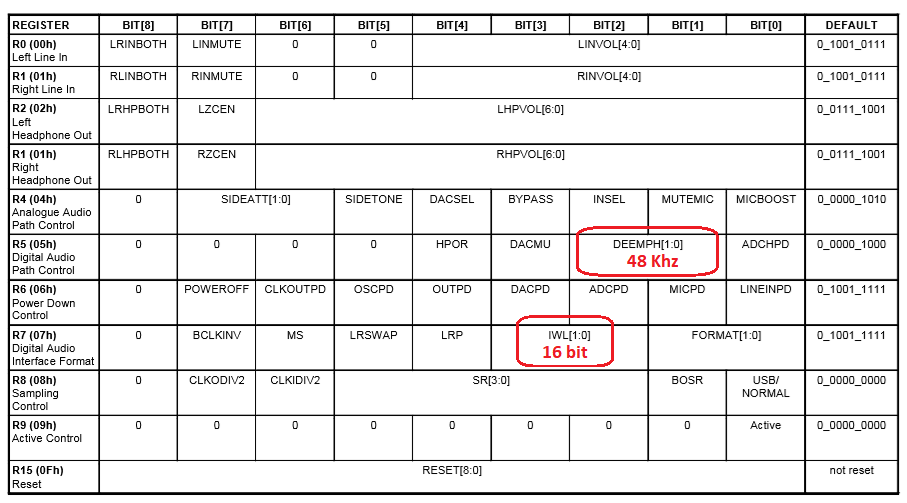 REGISTER BIT[8] BIT[7] BIT[6] BIT[5] BIT[4] BIT[3] BIT[2] BIT[1] BIT[0] DEFAULT
R0 (00h) LRINBOTH LINMUTE 0 0 LINVOL[4:0] 0_1001_0111
Left Line In
R1 (01h) RLINBOTH RINMUTE 0 0 RINVOL[4:0] 0_1001_0111
Right Line In
R2 (02h) LRHPBOTH LZCEN LHPVOL[6:0] 0_0111_1001
Left
Headphone Out
R1 (01h) RLHPBOTH RZCEN RHPVOL[6:0] 0_0111_1001
Right
Headphone Out
R4 (04h) 0 SIDEATT[1:0] SIDETONE DACSEL BYPASS INSEL MUTEMIC MICBOOST 0_0000_1010
Analogue Audio
Path Control
R5 (05h) 0 0 0 0 HPOR DACMU DEEMPH[1:0] ADCHPD 0_0000_1000
Digital Audio 48 Khz
Path Control
R6 (06h) 0 POWEROFF CLKOUTPD OSCPD OUTPD DACPD ADCPD MICPD LINEINPD 0_1001_1111
Power Down
Control
R7 (07h) 0 BCLKINV MS LRSWAP LRP IWL[1:0] FORMAT[1:0] 0_1001_1111
Digital Audio 16 bit
Interface Format
R8 (08h) 0 CLKODIV2 CLKIDIV2 SR[3:0] BOSR USB/ 0_0000_0000
Sampling NORMAL
Control
R9 (09h) 0 0 0 0 0 0 0 0 Active 0_0000_0000
Active Control
R15 (0Fh) RESET[8:0] not reset
Reset